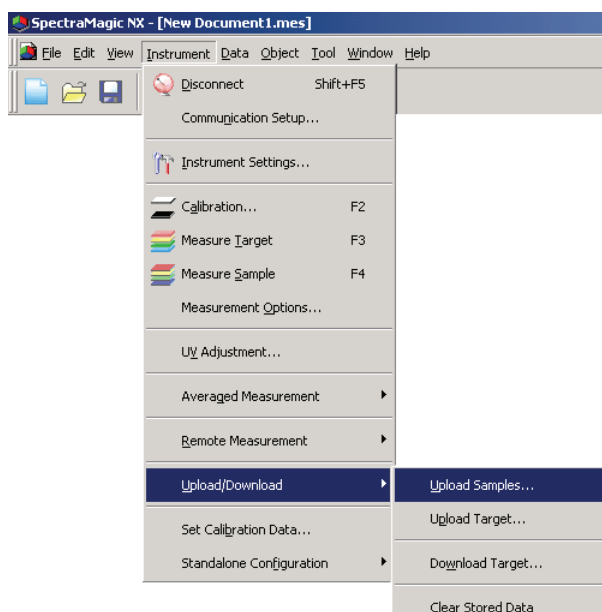 SpectraMagic NX - [New Document1.mes]
File Edit View Instrument Data Object Tool Window Help
Disconnect Shift+F5
Communication Setup...
Instrument Settings...
Calibration... F2
Measure Target F3
Measure Sample F4
Measurement Options...
UV Adjustment...
Averaged Measurement
Remote Measurement
Upload/Download
Upload Samples...
Upload Target...
Download Target...
Clear Stored Data
Set Calibration Data...
Standalone Configuration